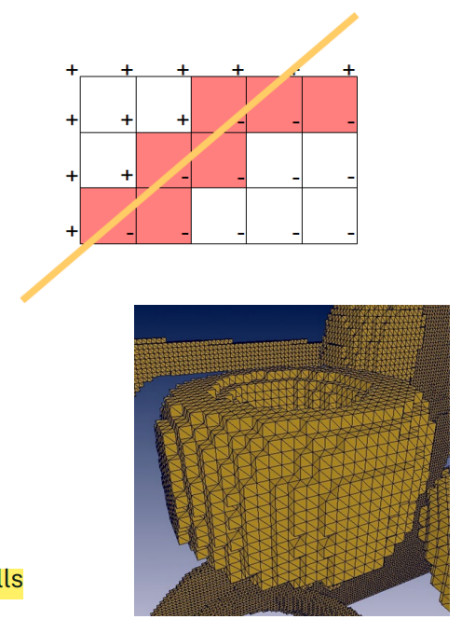 + + + + - +
+ + + - - -
+ + - - - -
+ - - - - -
lls